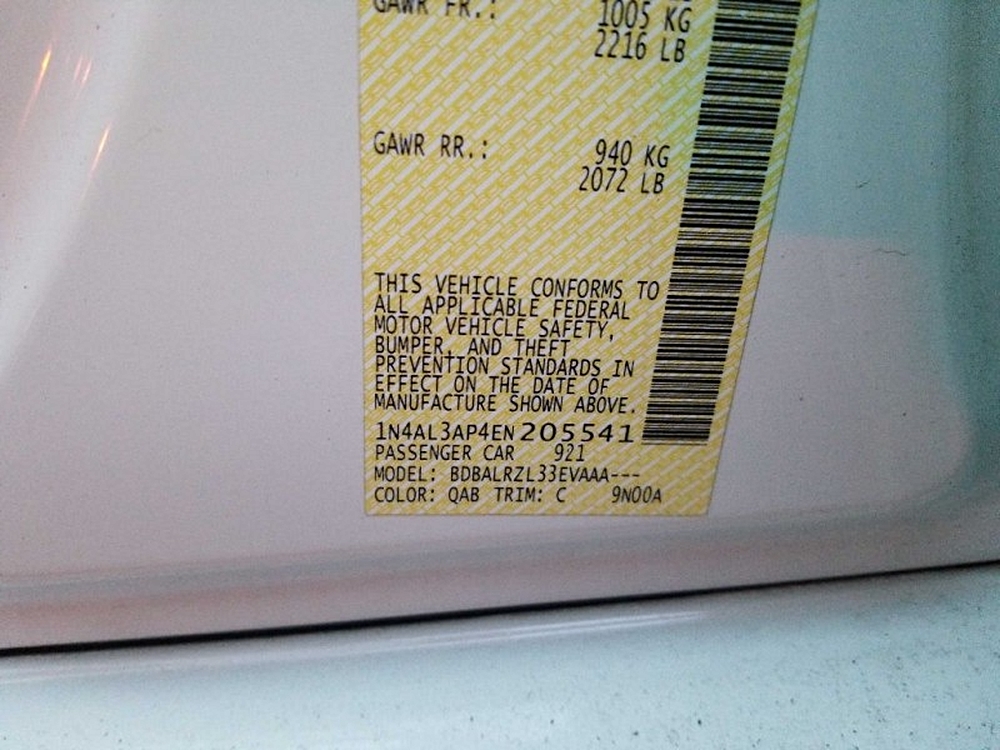 GAWR FR.: 1005 KG
2216 LB
GAWR RR.: 940 KG
2072 LB
THIS VEHICLE CONFORMS TO
ALL APPLICABLE FEDERAL
MOTOR VEHICLE SAFETY,
BUMPER, AND THEFT
PREVENTION STANDARDS IN
EFFECT ON THE DATE OF
MANUFACTURE SHOWN ABOVE.
1N4AL3AP4EN205541
PASSENGER CAR 921
MODEL: BDBALRZL33EVAAA---
COLOR: QAB TRIM: C 9N00A